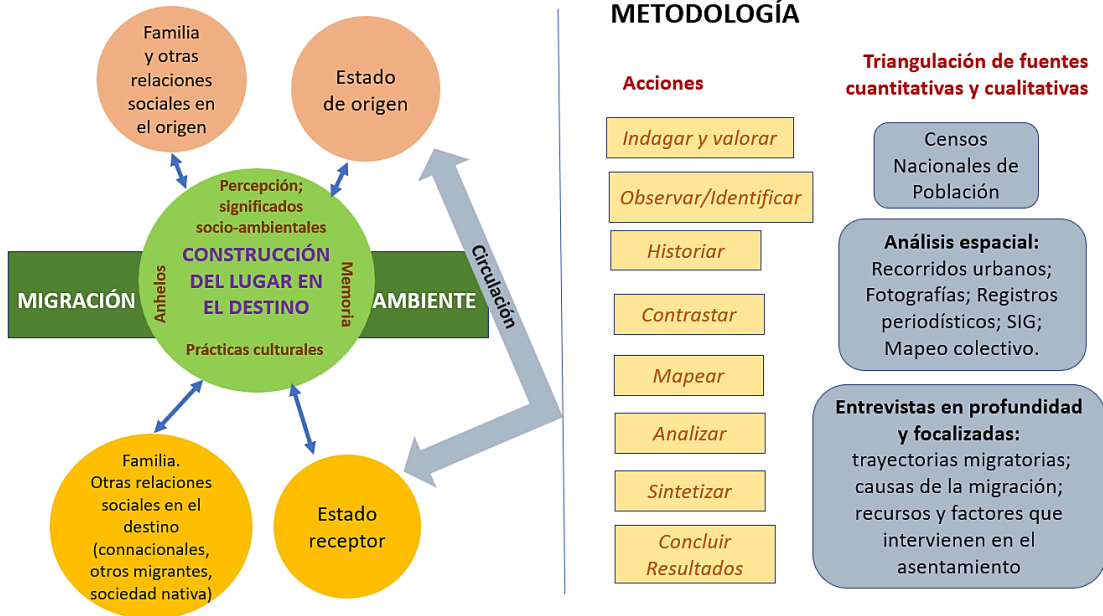 Familia
y otras
relaciones
sociales en
el origen
Estado
de origen
Percepción;
significados
socio-ambientales
CONSTRUCCIÓN
DEL LUGAR EN
EL DESTINO
Anhelos
Memoria
Prácticas culturales
MIGRACIÓN
AMBIENTE
Circulación
Familia.
Otras relaciones
sociales en el
destino
(connacionales,
otros migrantes,
sociedad nativa)
Estado
receptor
METODOLOGÍA
Acciones
Indagar y valorar
Observar/Identificar
Historiar
Contrastar
Mapear
Analizar
Sintetizar
Concluir
Resultados
Triangulación de fuentes
cuantitativas y cualitativas
Censos
Nacionales de
Población
Análisis espacial:
Recorridos urbanos;
Fotografías; Registros
periodísticos; SIG;
Mapeo colectivo.
Entrevistas en profundidad
y focalizadas:
trayectorias migratorias;
causas de la migración;
recursos y factores que
intervienen en el
asentamiento